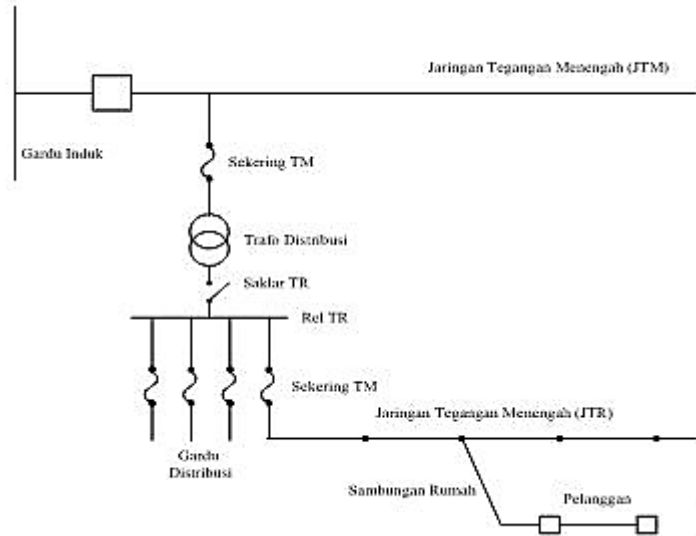 Jaringan Tegangan Menengah (JTM)
Gardu Induk
Sekering TM
Trafo Distribusi
Saklar TR
Rel TR
Sekering TM
Jaringan Tegangan Menengah (JTR)
Gardu
Distribusi
Sambungan Rumah
Pelanggan